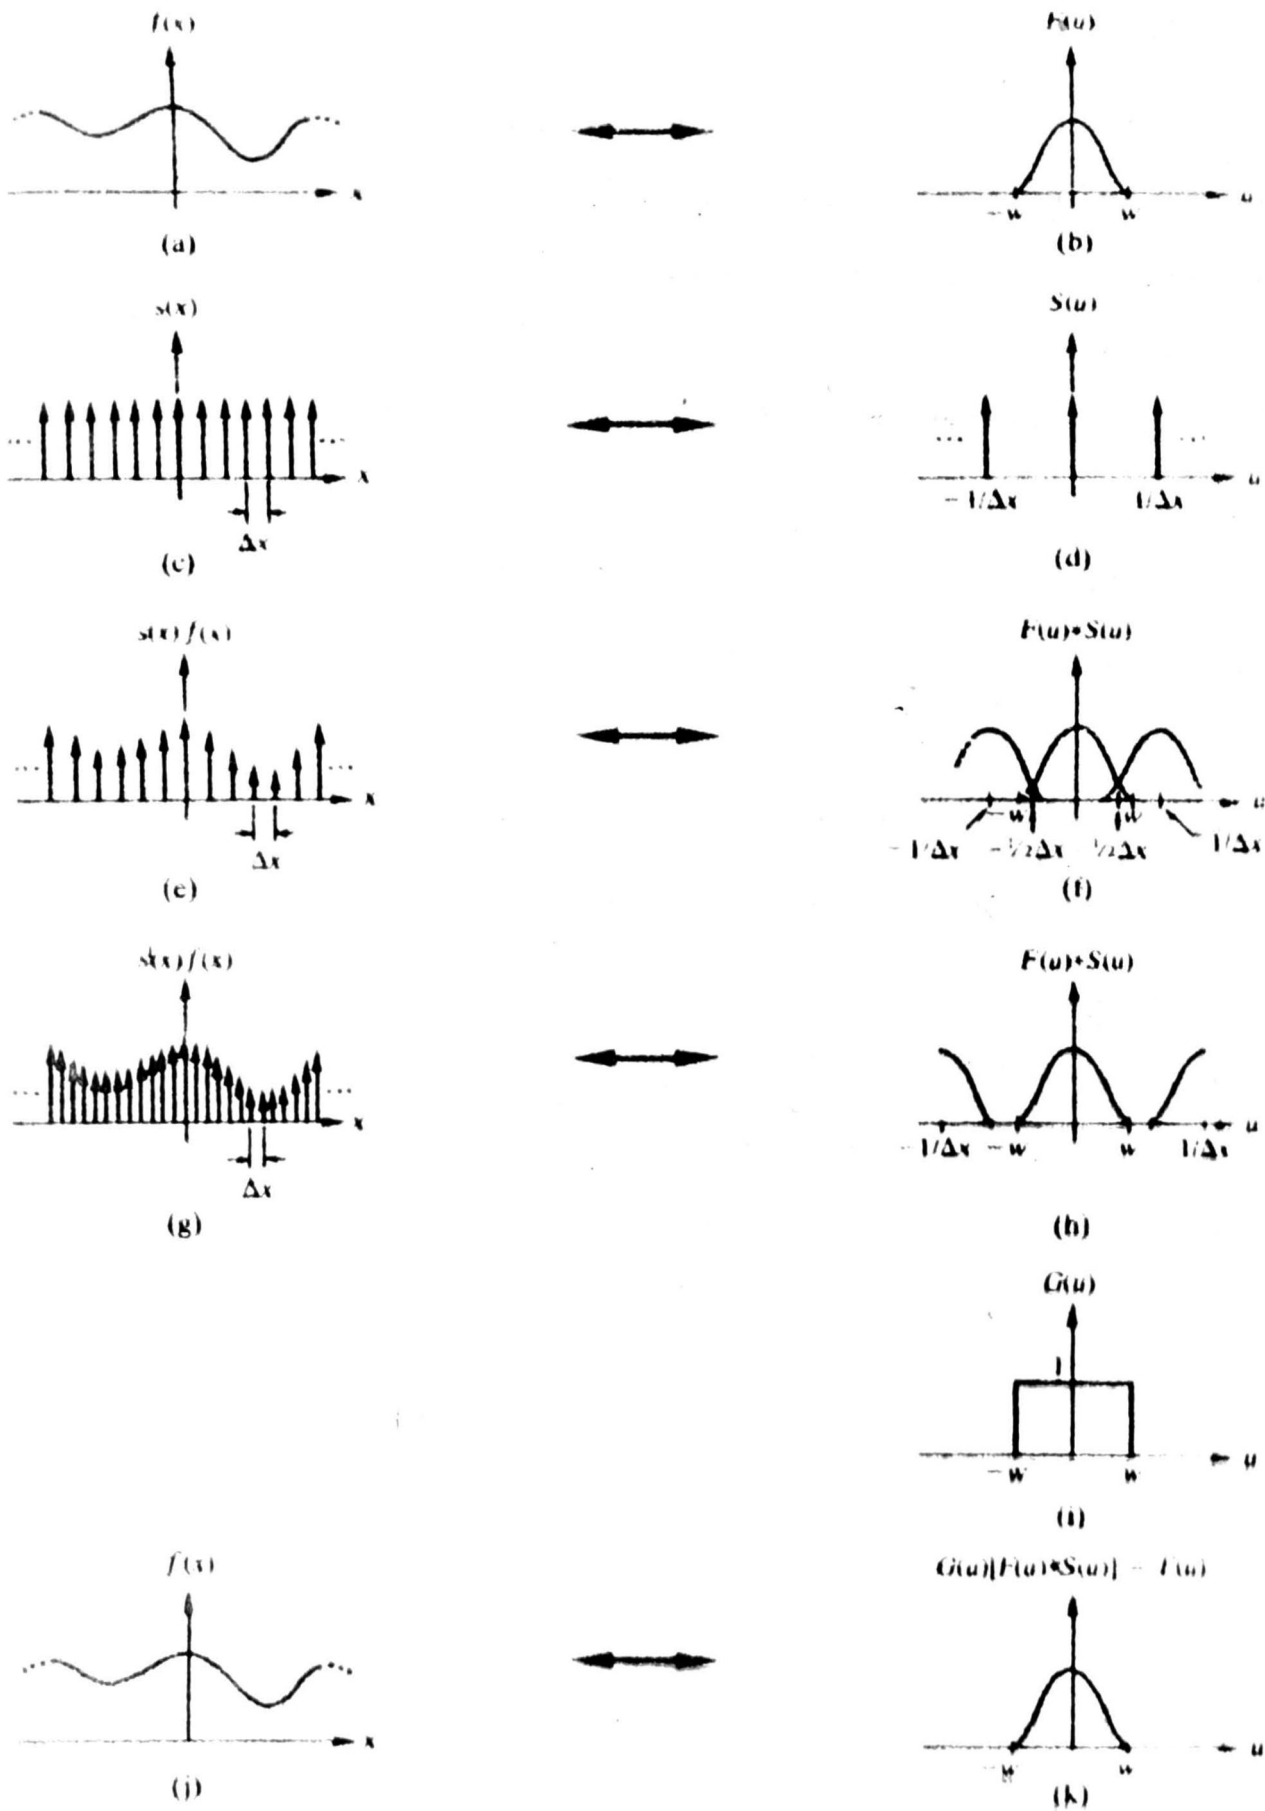 f(x)
F(u)
x
u
-w
w
(a)
(b)
s(x)
S(u)
...
...
x
...
...
u
-1/Δx
1/Δx
Δx
(c)
(d)
s(x) f(x)
F(u)*S(u)
...
...
x
u
-w
w
Δx
-1/Δx
-1/2Δx
1/2Δx
1/Δx
(e)
(f)
s(x) f(x)
F(u)*S(u)
...
...
x
u
-1/Δx
-w
w
1/Δx
Δx
(g)
(h)
G(u)
1
u
-w
w
(i)
f(x)
G(u)[F(u)*S(u)] = F(u)
x
u
-w
w
(j)
(k)